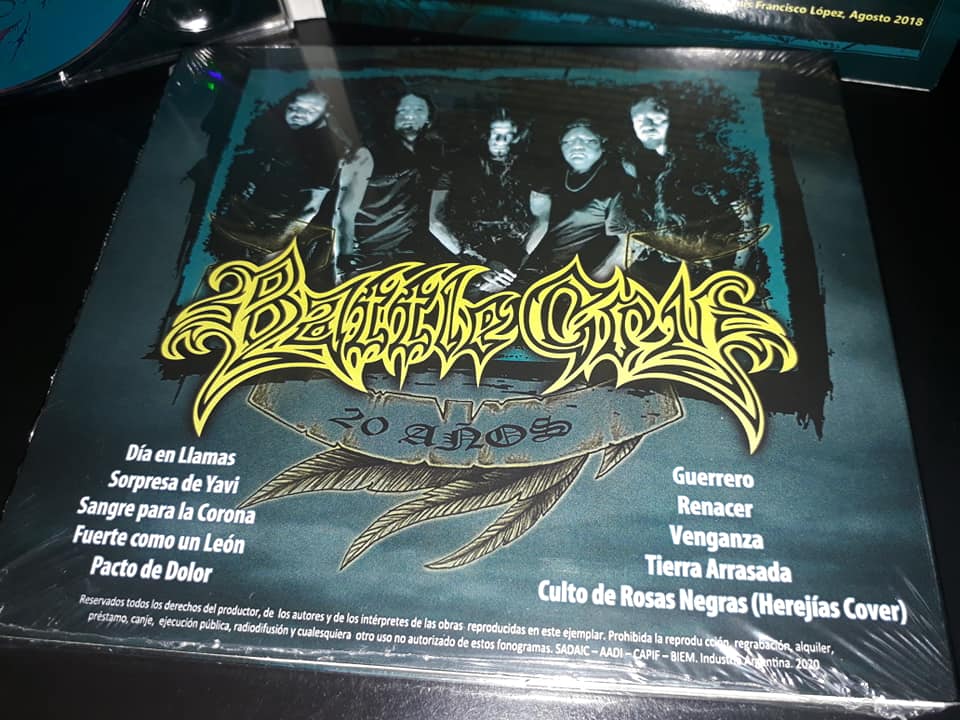 Francisco López, Agosto 2018
Battle Cry
20 AÑOS
Día en Llamas
Sorpresa de Yavi
Sangre para la Corona
Fuerte como un León
Pacto de Dolor
Guerrero
Renacer
Venganza
Tierra Arrasada
Culto de Rosas Negras (Herejías Cover)
Reservados todos los derechos del productor, de los autores y de los intérpretes de las obras reproducidas en este ejemplar. Prohibida la reproducción, regrabación, alquiler,
préstamo, canje, ejecución pública, radiodifusión y cualesquiera otro uso no autorizado de estos fonogramas. SADAIC – AADI – CAPIF – BIEM. Industria Argentina. 2020